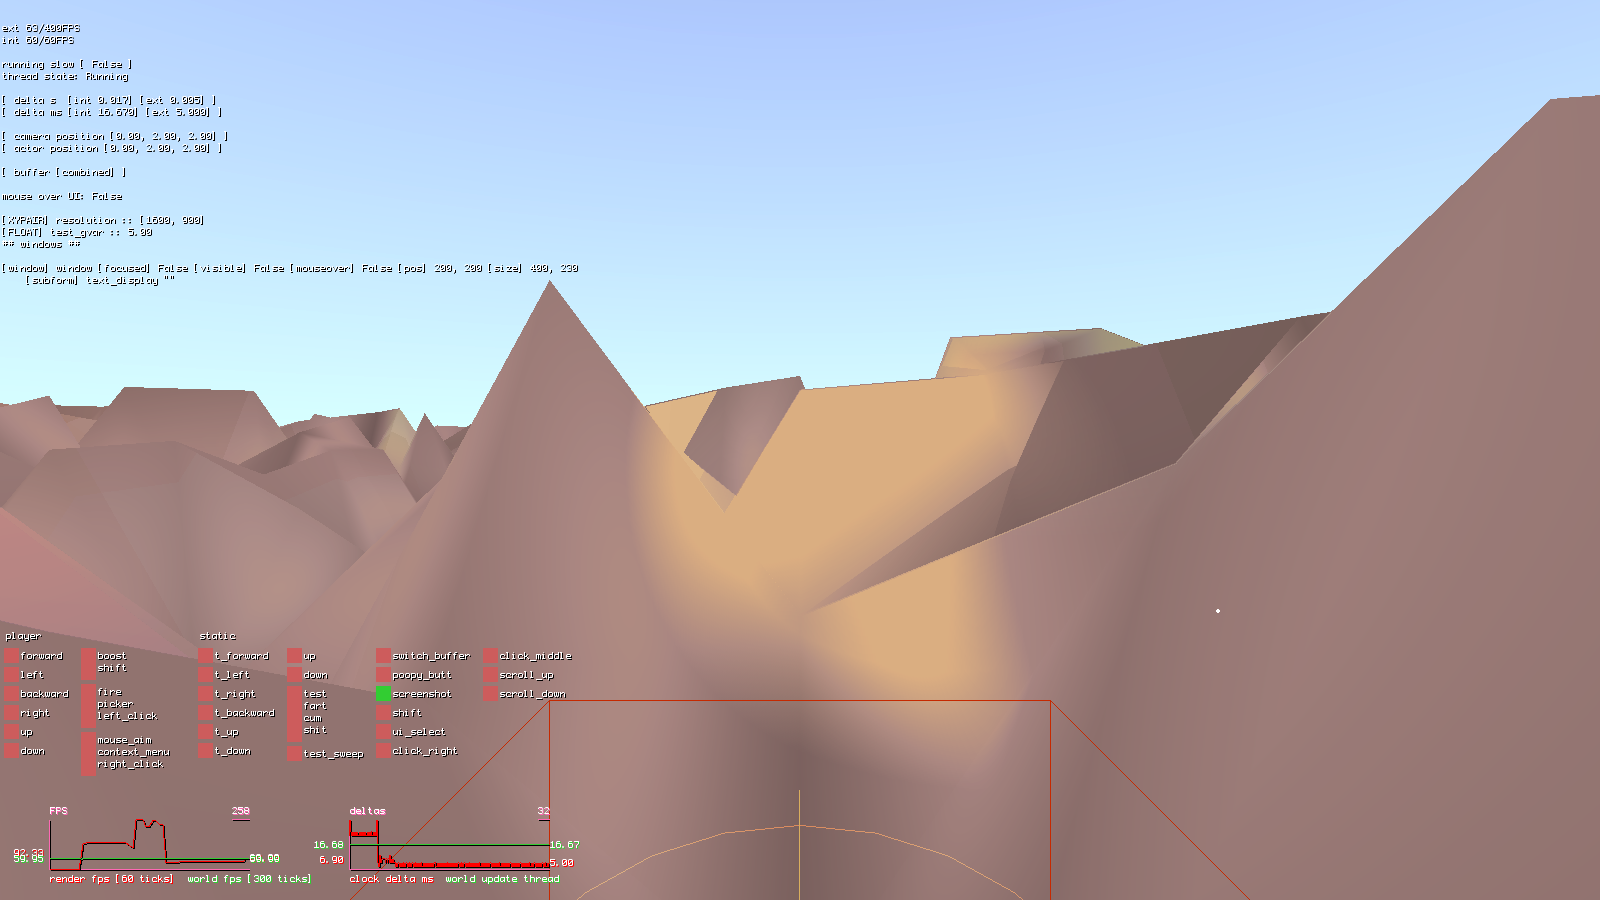 ext 63/400FPS
int 60/60FPS
running slow [ False ]
thread state: Running
[ delta s  [int 0.017] [ext 0.005] ]
[ delta ms [int 16.670] [ext 5.000] ]
[ camera position [0.00, 2.00, 2.00] ]
[ actor position [0.00, 2.00, 2.00] ]
[ buffer [combined] ]
mouse over UI: False
[XYPAIR] resolution :: [1600, 900]
[FLOAT] test_gvar :: 5.00
## windows ##
[window] window [focused] False [visible] False [mouseover] False [pos] 200, 200 [size] 400, 230
[subform] text_display ""
player static
forward boost t_forward up switch_buffer click_middle
shift
left t_left down poopy_butt scroll_up
backward fire t_right test screenshot scroll_down
picker fart
right left_click t_backward cum shift
up mouse_aim t_up shit ui_select
down context_menu t_down test_sweep click_right
right_click
FPS 258 deltas 32
16.68 16.67
59.95 6.90 5.00
render fps [60 ticks] world fps [300 ticks] clock delta ms world update thread